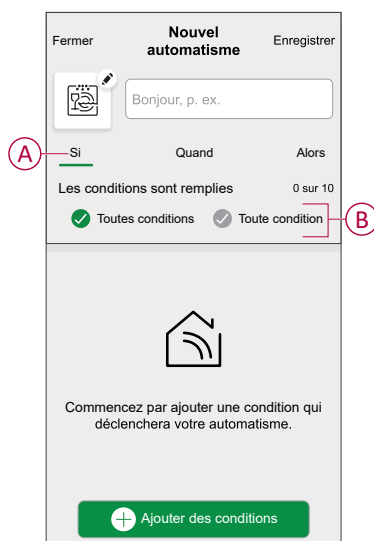 Fermer
Nouvel
automatisme
Enregistrer
Bonjour, p. ex.
A
Si
Quand
Alors
Les conditions sont remplies
0 sur 10
Toutes conditions
Toute condition
B
Commencez par ajouter une condition qui
déclenchera votre automatisme.
Ajouter des conditions